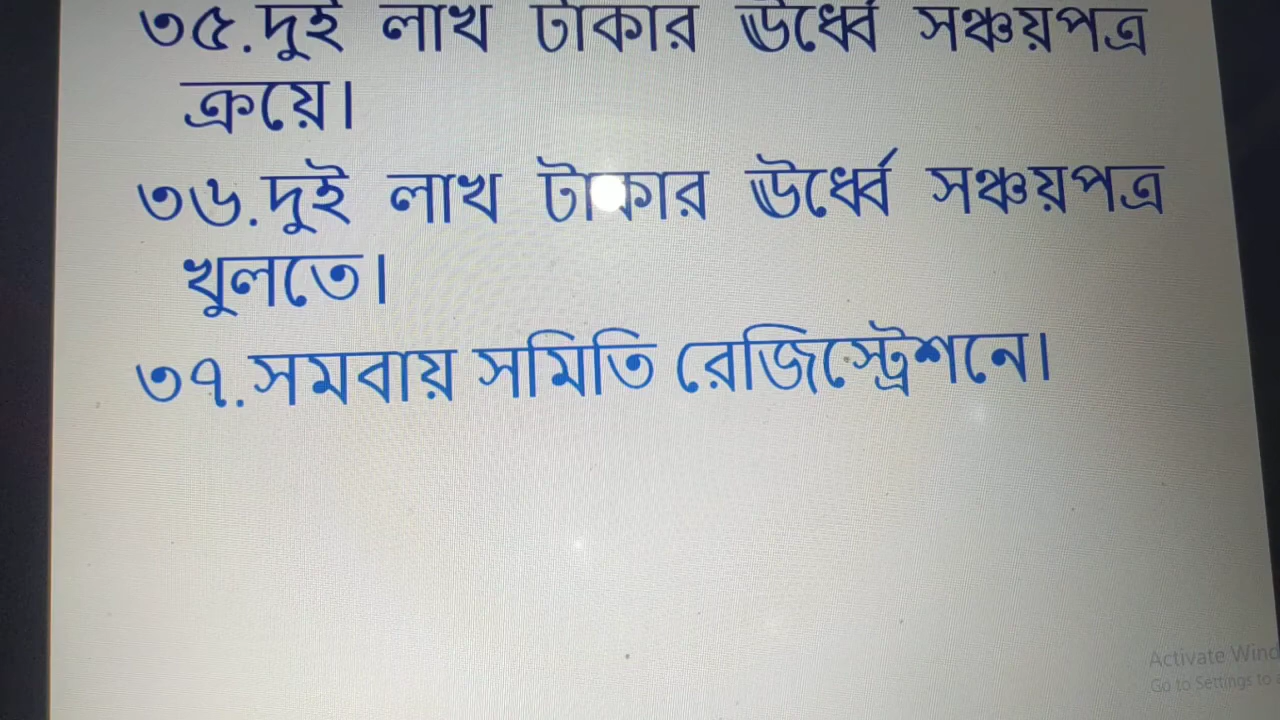 ৩৫.দুই লাখ টাকার ঊর্ধ্বে সঞ্চয়পত্র
ক্রয়ে।
৩৬.দুই লাখ টাকার ঊর্ধ্বে সঞ্চয়পত্র
খুলতে।
৩৭.সমবায় সমিতি রেজিস্ট্রেশনে।
Activate Wind
Go to Settings to a